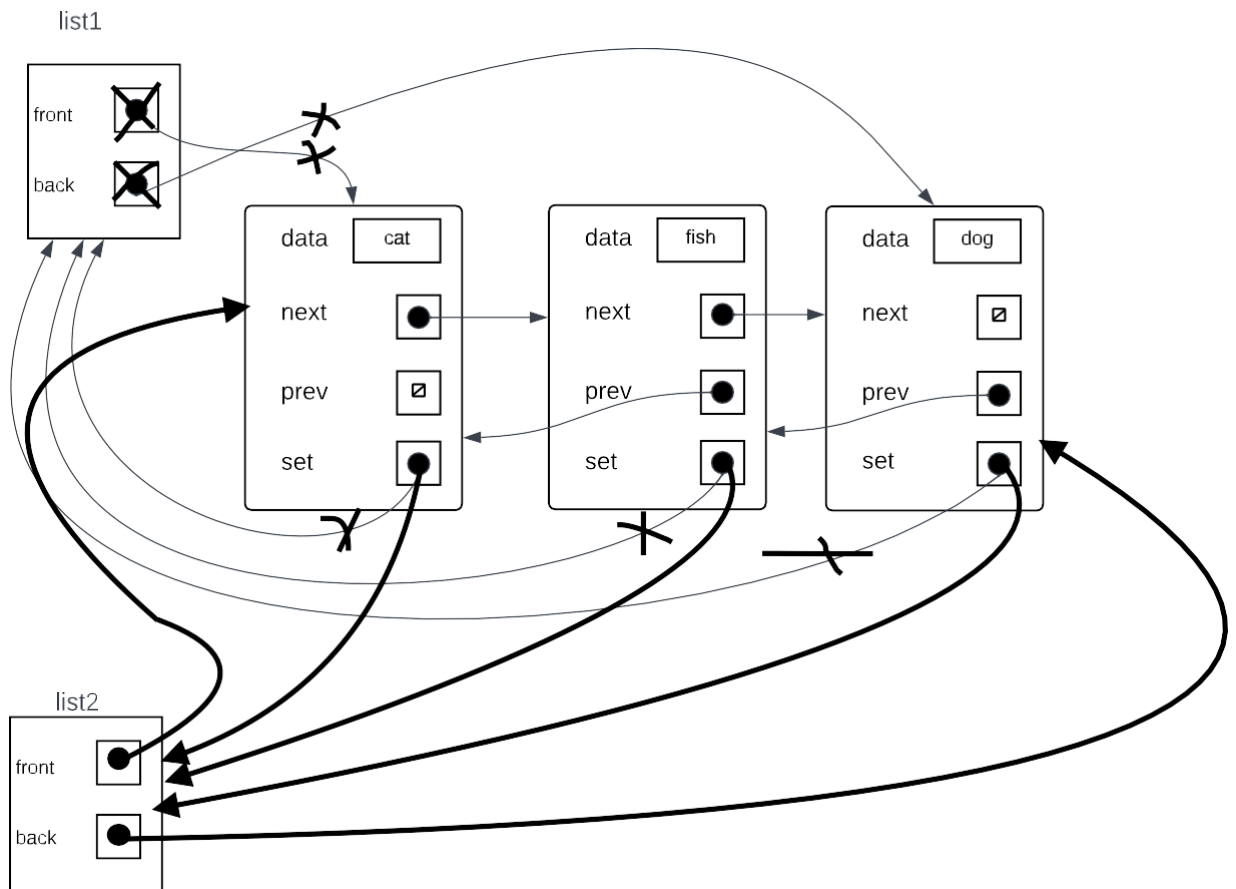 list1
front
back
data cat
next
prev
set
data fish
next
prev
set
data dog
next
prev
set
list2
front
back